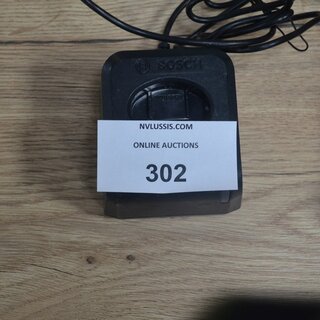 BOSCH
NVLUSSIS.COM
ONLINE AUCTIONS
302